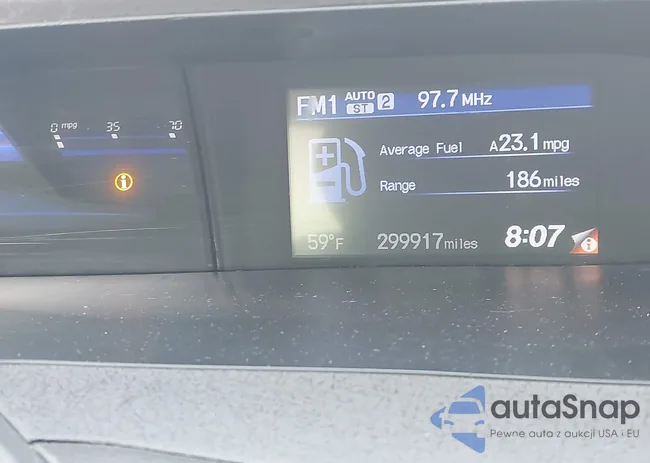 FM1 AUTO ST 2 97.7 MHz
0 mpg 35 70
Average Fuel A 23.1 mpg
Range 186 miles
59°F 299917 miles 8:07
autaSnap
Pewne auta z aukcji USA i EU